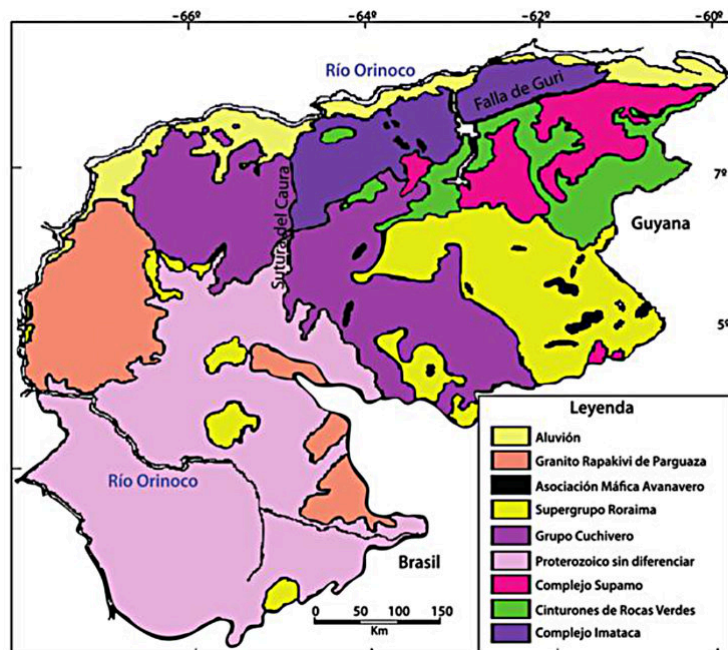 -66º
-64º
-62º
-60º
Río Orinoco
Falla de Guri
7º
Sutura del Caura
Guyana
5º
Leyenda
Aluvión
Granito Rapakivi de Parguaza
Asociación Máfica Avanavero
Supergrupo Roraima
Río Orinoco
Grupo Cuchivero
Proterozoico sin diferenciar
Brasil
Complejo Supamo
Cinturones de Rocas Verdes
Complejo Imataca
0 50 100 150
Km